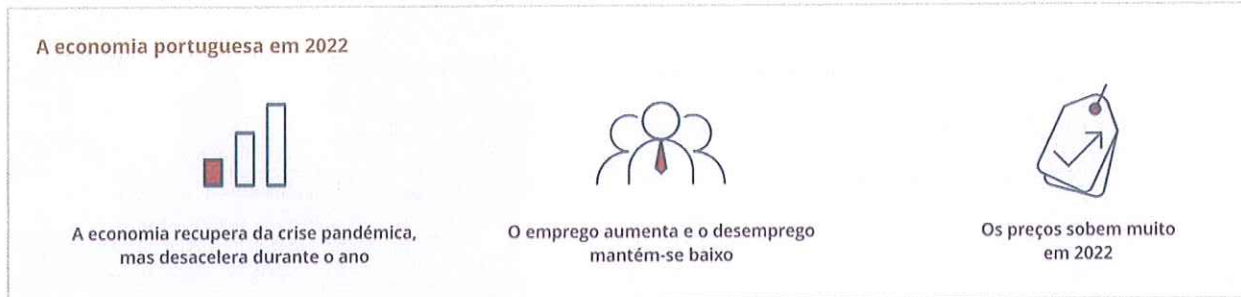 A economia portuguesa em 2022
A economia recupera da crise pandémica,
mas desacelera durante o ano
O emprego aumenta e o desemprego
mantém-se baixo
Os preços sobem muito
em 2022